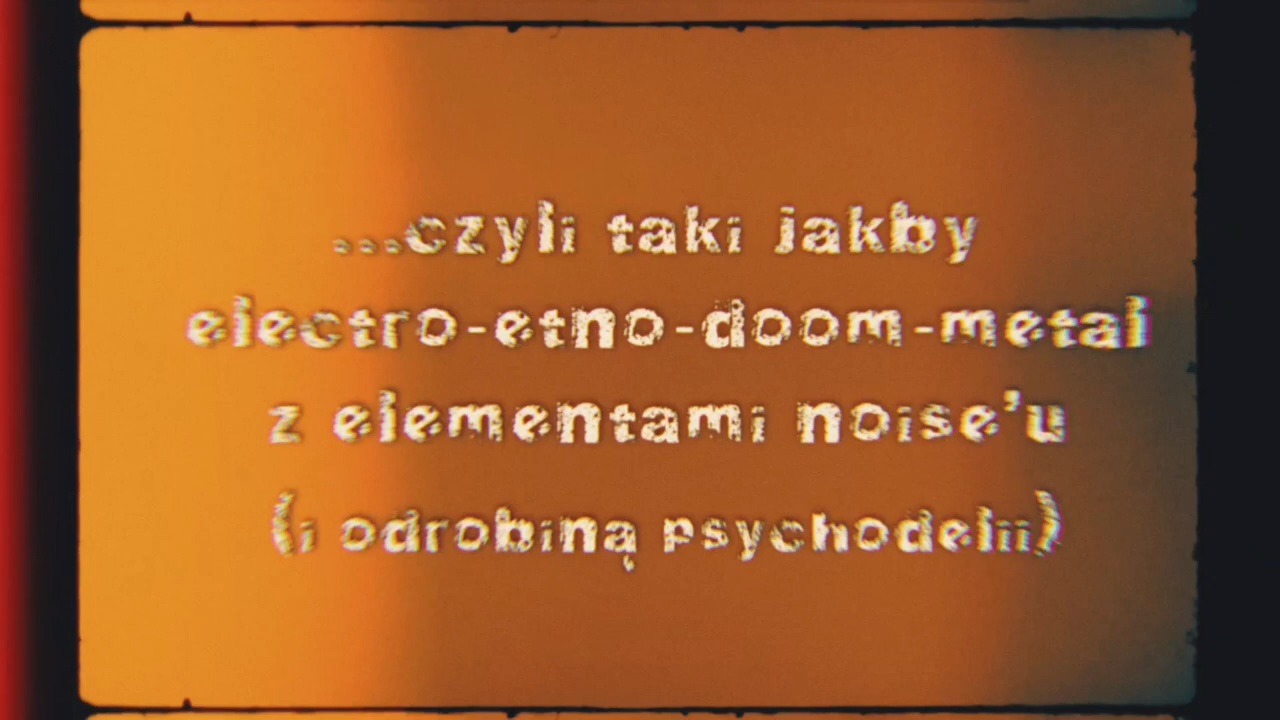 ...czyli taki jakby
electro-etno-doom-metal
z elementami noise'u
(i odrobiną psychodelii)